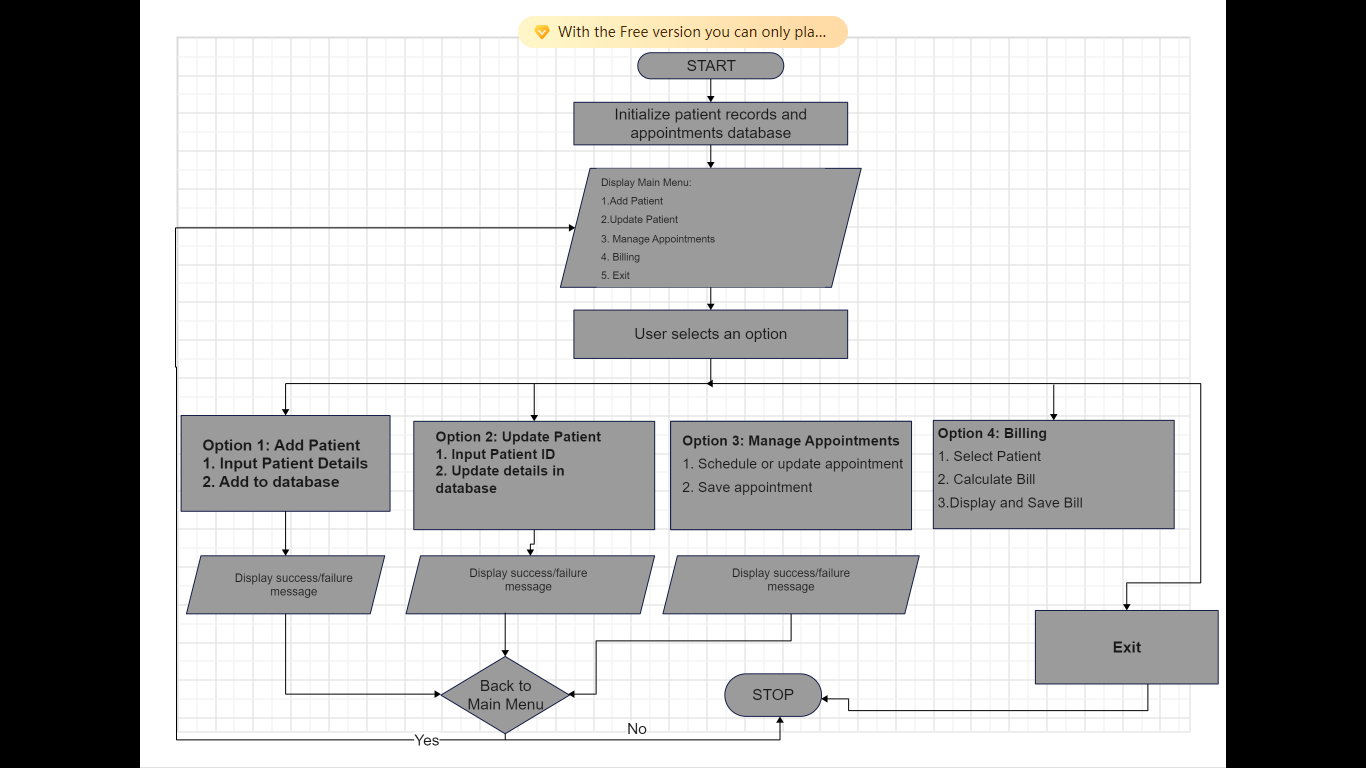 With the Free version you can only pla...
START
Initialize patient records and
appointments database
Display Main Menu:
1.Add Patient
2.Update Patient
3. Manage Appointments
4. Billing
5. Exit
User selects an option
Option 1: Add Patient
1. Input Patient Details
2. Add to database
Option 2: Update Patient
1. Input Patient ID
2. Update details in
database
Option 3: Manage Appointments
1. Schedule or update appointment
2. Save appointment
Option 4: Billing
1. Select Patient
2. Calculate Bill
3.Display and Save Bill
Display success/failure
message
Display success/failure
message
Display success/failure
message
Exit
Back to
Main Menu
STOP
No
Yes